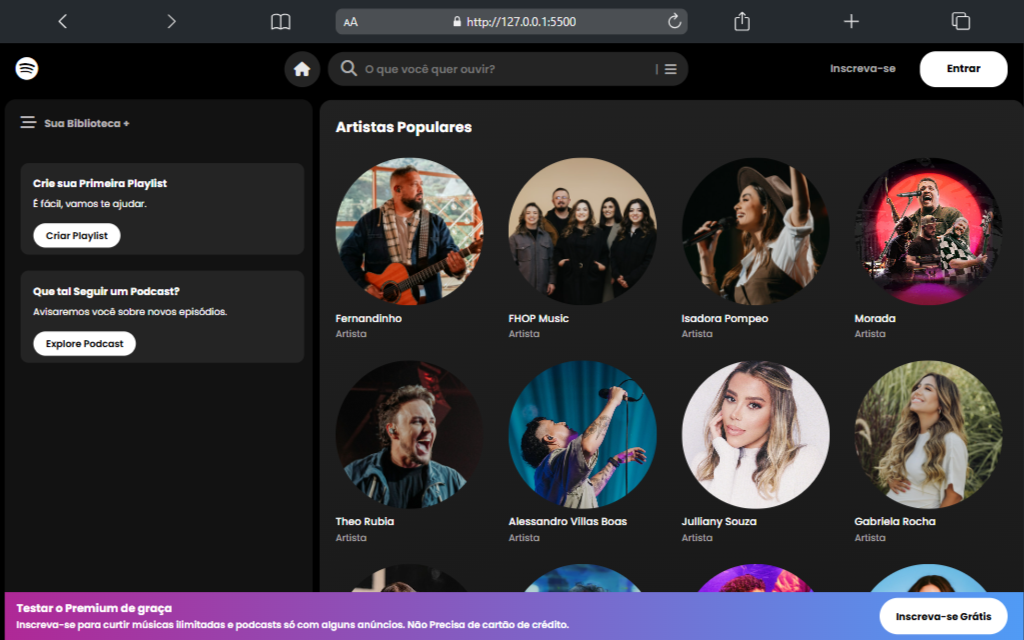 AA
http://127.0.0.1:5500
O que você quer ouvir?
Inscreva-se
Entrar
Sua Biblioteca +
Crie sua Primeira Playlist
É fácil, vamos te ajudar.
Criar Playlist
Que tal Seguir um Podcast?
Avisaremos você sobre novos episódios.
Explore Podcast
Artistas Populares
Fernandinho
Artista
FHOP Music
Artista
Isadora Pompeo
Artista
Morada
Artista
Theo Rubia
Artista
Alessandro Villas Boas
Artista
Julliany Souza
Artista
Gabriela Rocha
Artista
Testar o Premium de graça
Inscreva-se para curtir músicas ilimitadas e podcasts só com alguns anúncios. Não Precisa de cartão de crédito.
Inscreva-se Grátis